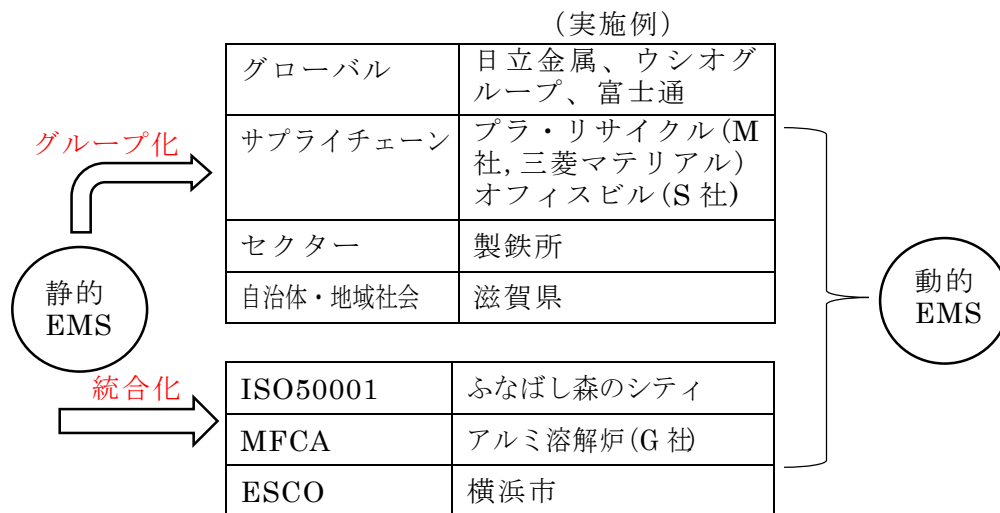 (実施例)
グローバル
日立金属、ウシオグ
ループ、富士通
グループ化
サプライチェーン
プラ・リサイクル(M
社,三菱マテリアル)
オフィスビル(S 社)
セクター
製鉄所
自治体・地域社会
滋賀県
静的
EMS
動的
EMS
統合化
ISO50001
ふなばし森のシティ
MFCA
アルミ溶解炉(G 社)
ESCO
横浜市